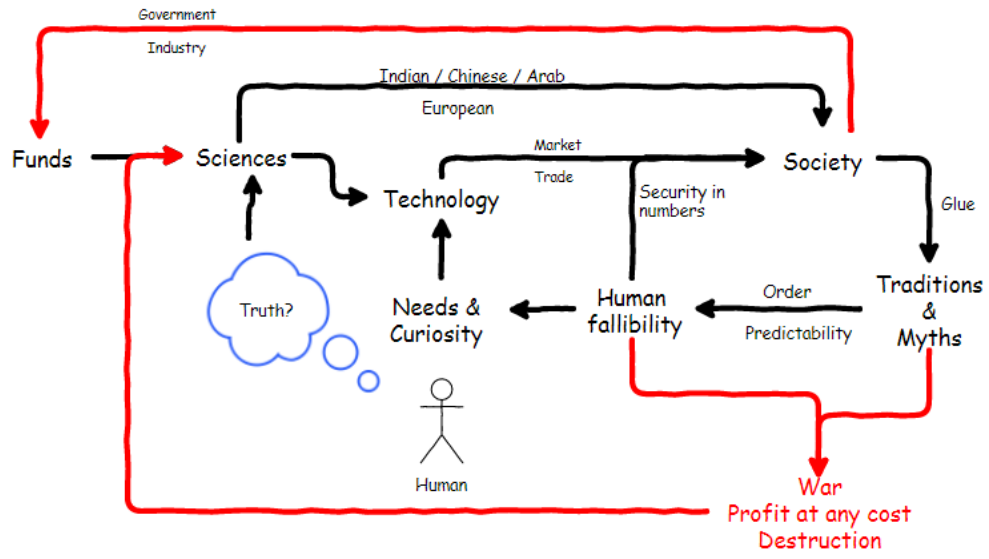 Government
Industry
Indian / Chinese / Arab
European
Funds
Sciences
Market
Society
Technology
Trade
Security in
numbers
Glue
Truth?
Needs &
Curiosity
Human
fallibility
Order
Predictability
Traditions
&
Myths
Human
War
Profit at any cost
Destruction